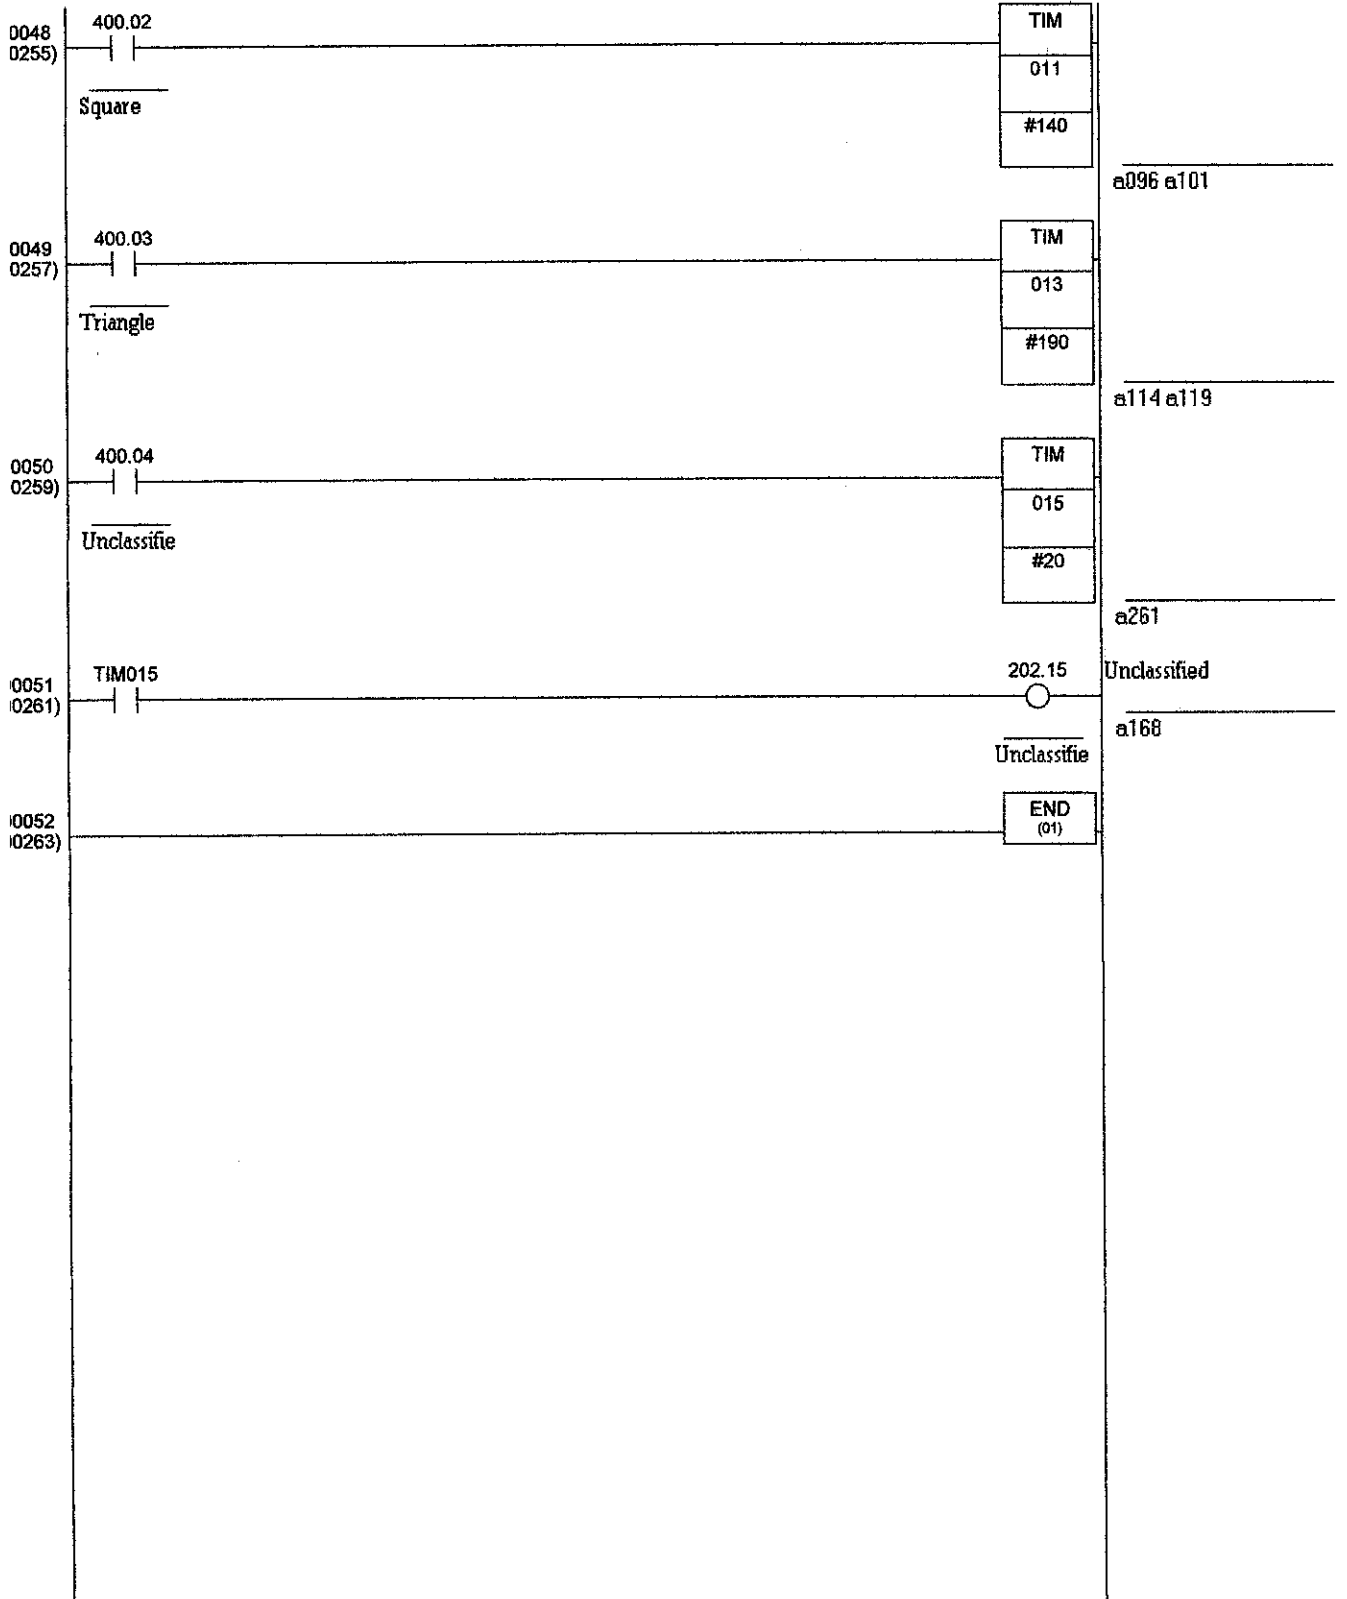 0048
0255)
400.02
Square
TIM
011
#140
a096 a101
0049
0257)
400.03
Triangle
TIM
013
#190
a114 a119
0050
0259)
400.04
Unclassifie
TIM
015
#20
a261
0051
0261)
TIM015
202.15
Unclassified
Unclassifie
a168
0052
0263)
END
(01)